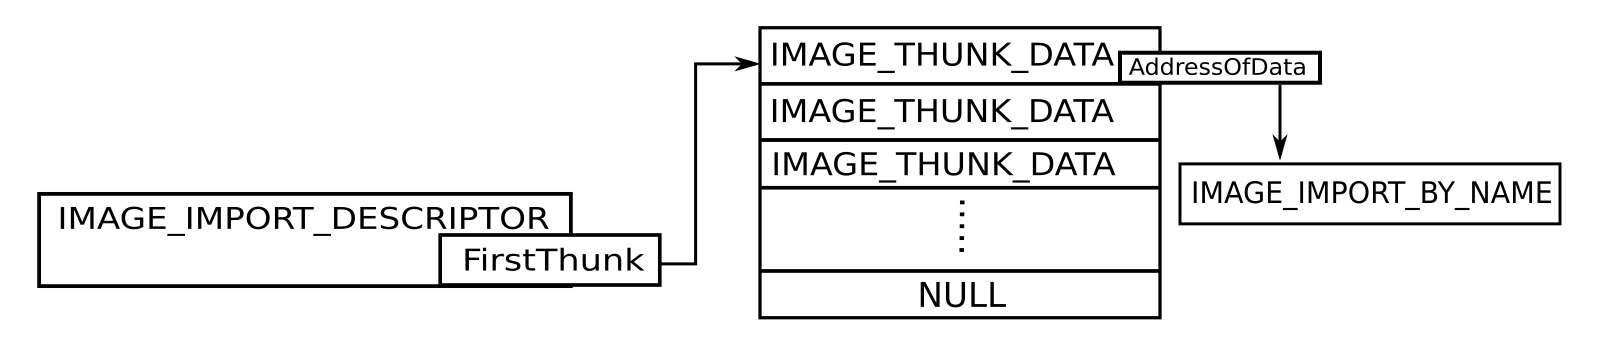 IMAGE_IMPORT_DESCRIPTOR
FirstThunk
IMAGE_THUNK_DATA
AddressOfData
IMAGE_THUNK_DATA
IMAGE_THUNK_DATA
NULL
IMAGE_IMPORT_BY_NAME